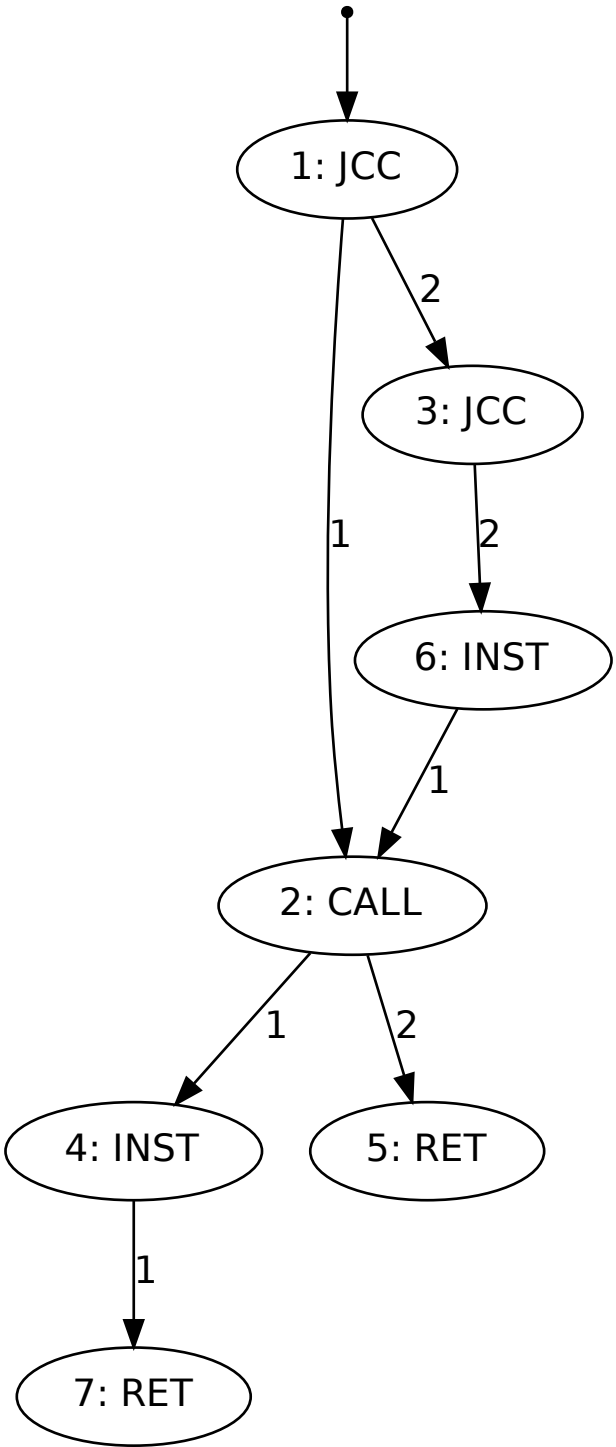 1: JCC
2
3: JCC
1
2
6: INST
1
2: CALL
1
2
4: INST
5: RET
1
7: RET